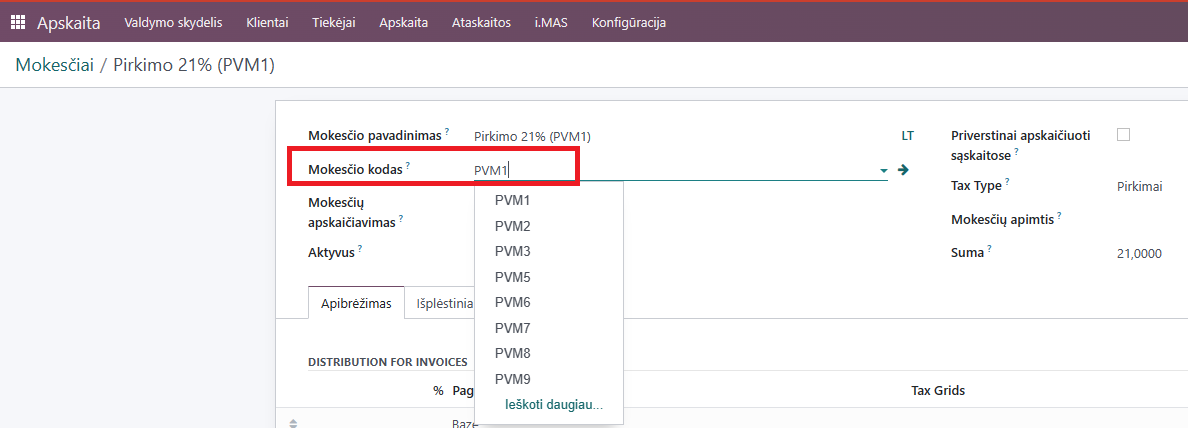 Apskaita Valdymo skydelis Klientai Tiekėjai Apskaita Ataskaitos i.MAS Konfigūracija
Mokesčiai / Pirkimo 21% (PVM1)
Mokesčio pavadinimas ? Pirkimo 21% (PVM1) LT
Mokesčio kodas ? PVM1
Mokesčių
apskaičiavimas ?
Aktyvus ?
PVM1
PVM2
PVM3
PVM5
PVM6
PVM7
PVM8
PVM9
Ieškoti daugiau...
Priverstinai apskaičiuoti
sąskaitose ?
Tax Type ? Pirkimai
Mokesčių apimtis ?
Suma ? 21,0000
Apibrėžimas Išplėstinia
DISTRIBUTION FOR INVOICES
% Pag Tax Grids
Bazė